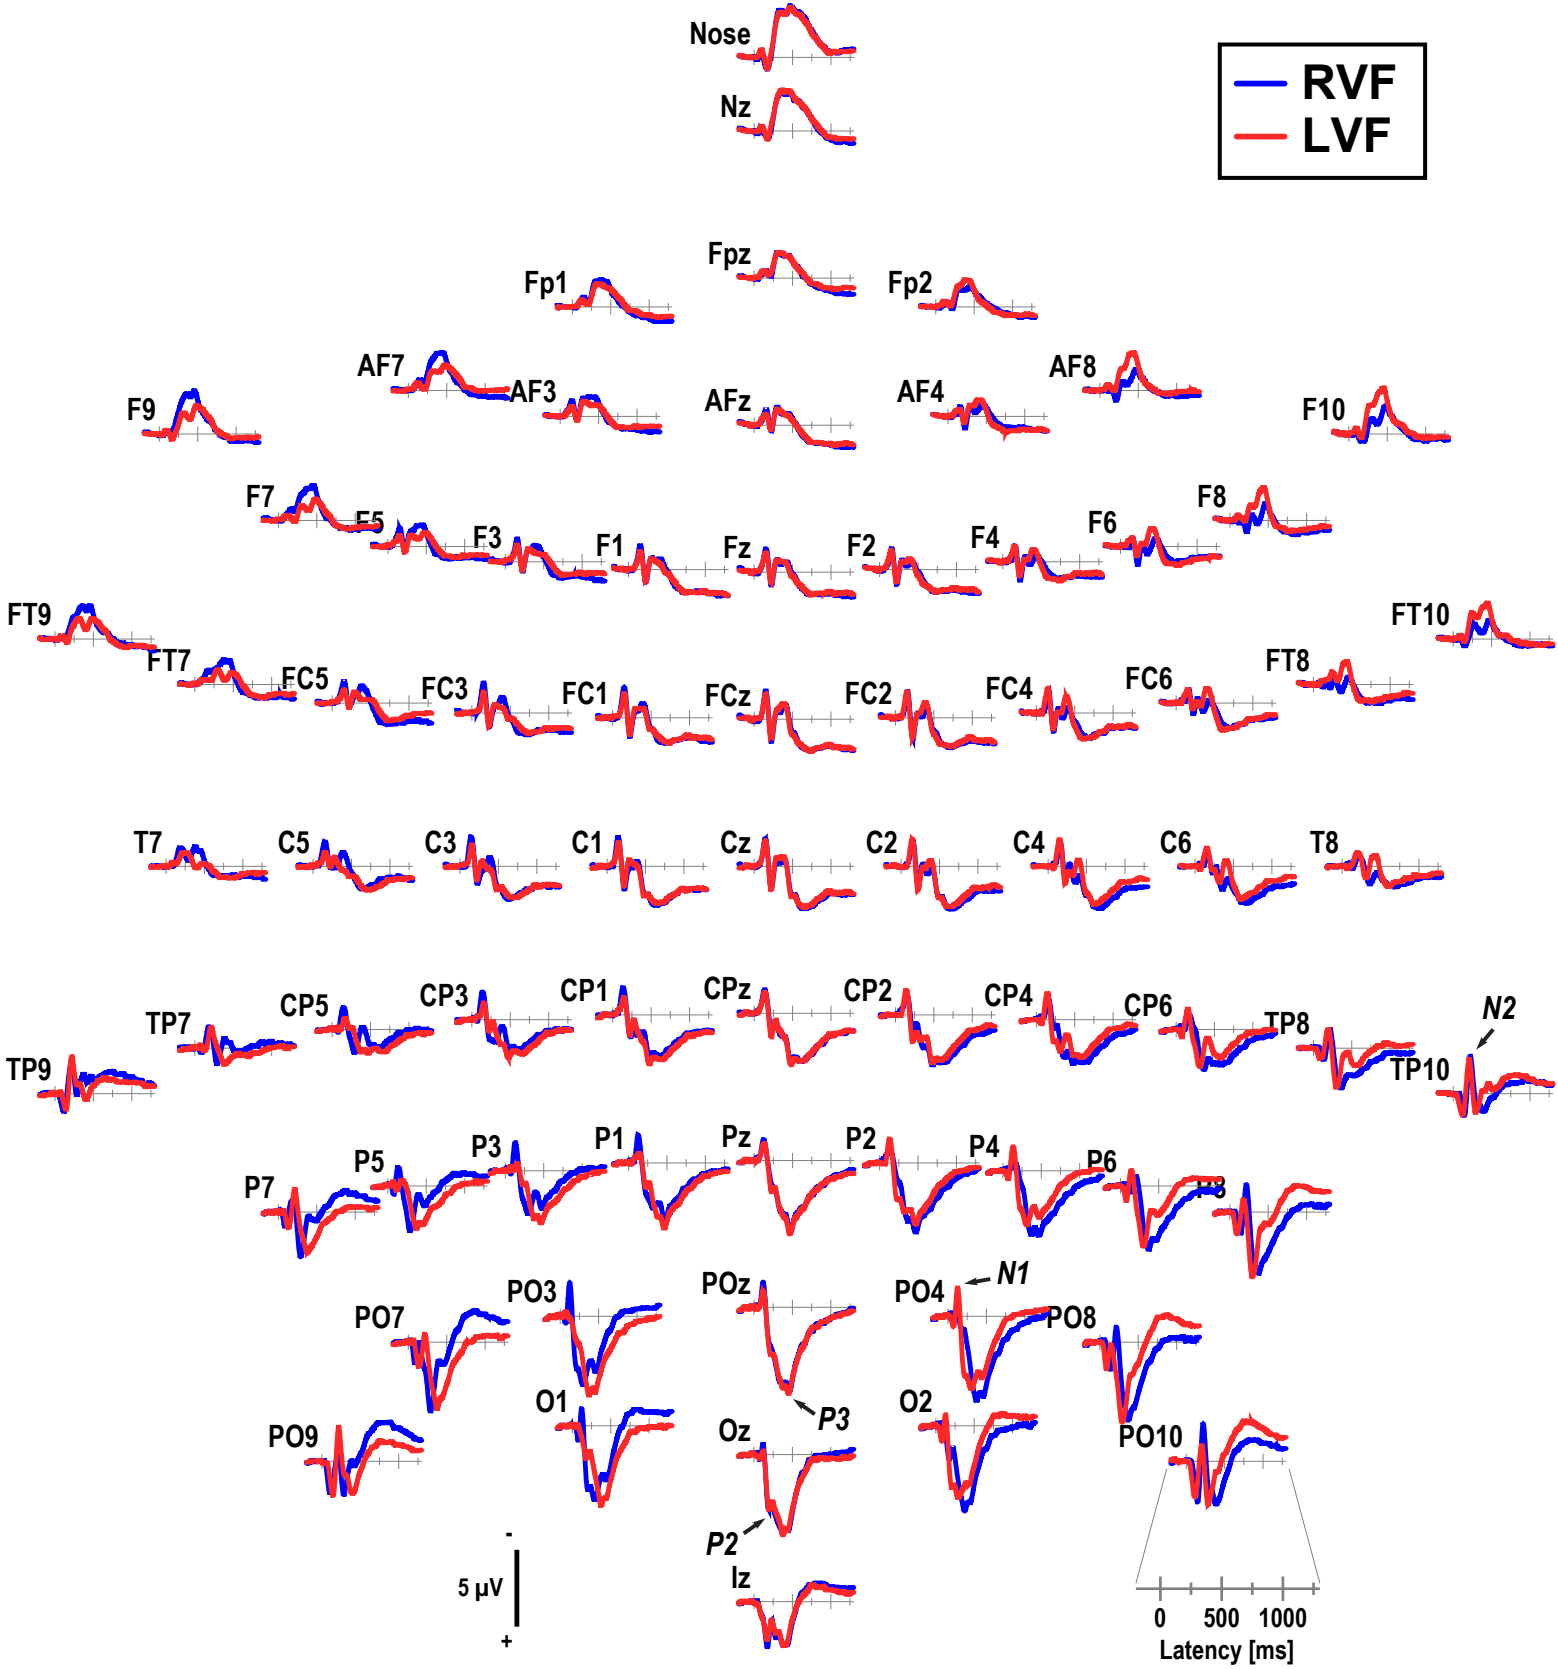 Nose
RVF
LVF
Nz
Fpz
Fp1
Fp2
AF7
AF8
AF3
AFz
AF4
F9
F10
F7
F8
F5
F3
F1
Fz
F2
F4
F6
FT9
FT10
FT7
FT8
FC5
FC3
FC1
FCz
FC2
FC4
FC6
T7
C5
C3
C1
Cz
C2
C4
C6
T8
N2
TP7
CP5
CP3
CP1
CPz
CP2
CP4
CP6
TP8
TP9
TP10
P7
P5
P3
P1
Pz
P2
P4
P6
P8
N1
PO7
PO3
POz
PO4
PO8
P3
PO9
O1
Oz
O2
PO10
P2
Iz
-
5 µV
+
0 500 1000
Latency [ms]